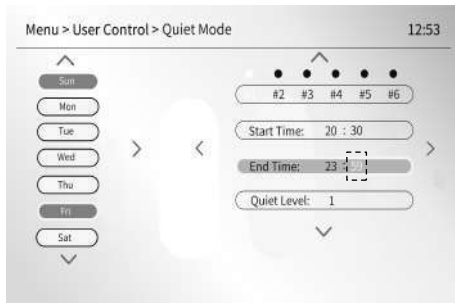 Menu > User Control > Quiet Mode 12:53
Sun
Mon
Tue
Wed
Thu
Fri
Sat
#2 #3 #4 #5 #6
Start Time: 20 : 30
End Time: 23 : 59
Quiet Level: 1